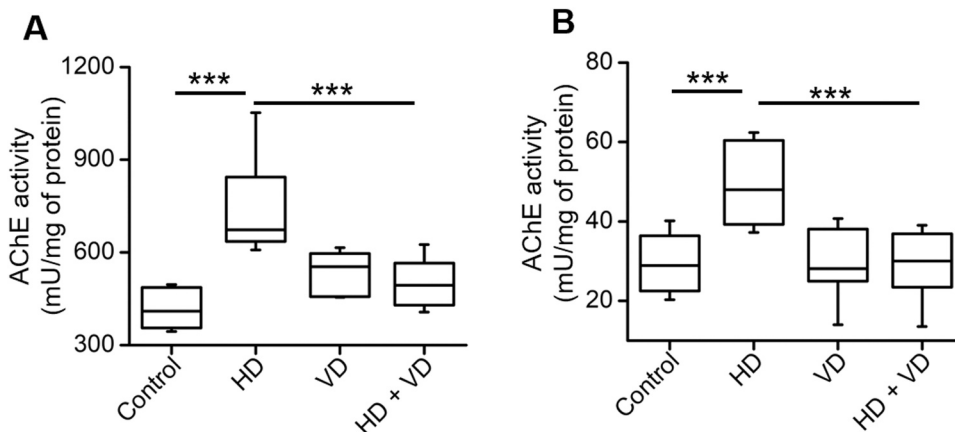 A
AChE activity
(mU/mg of protein)
1200
900
600
300
***
***
Control
HD
VD
HD + VD
B
AChE activity
(mU/mg of protein)
80
60
40
20
***
***
Control
HD
VD
HD + VD